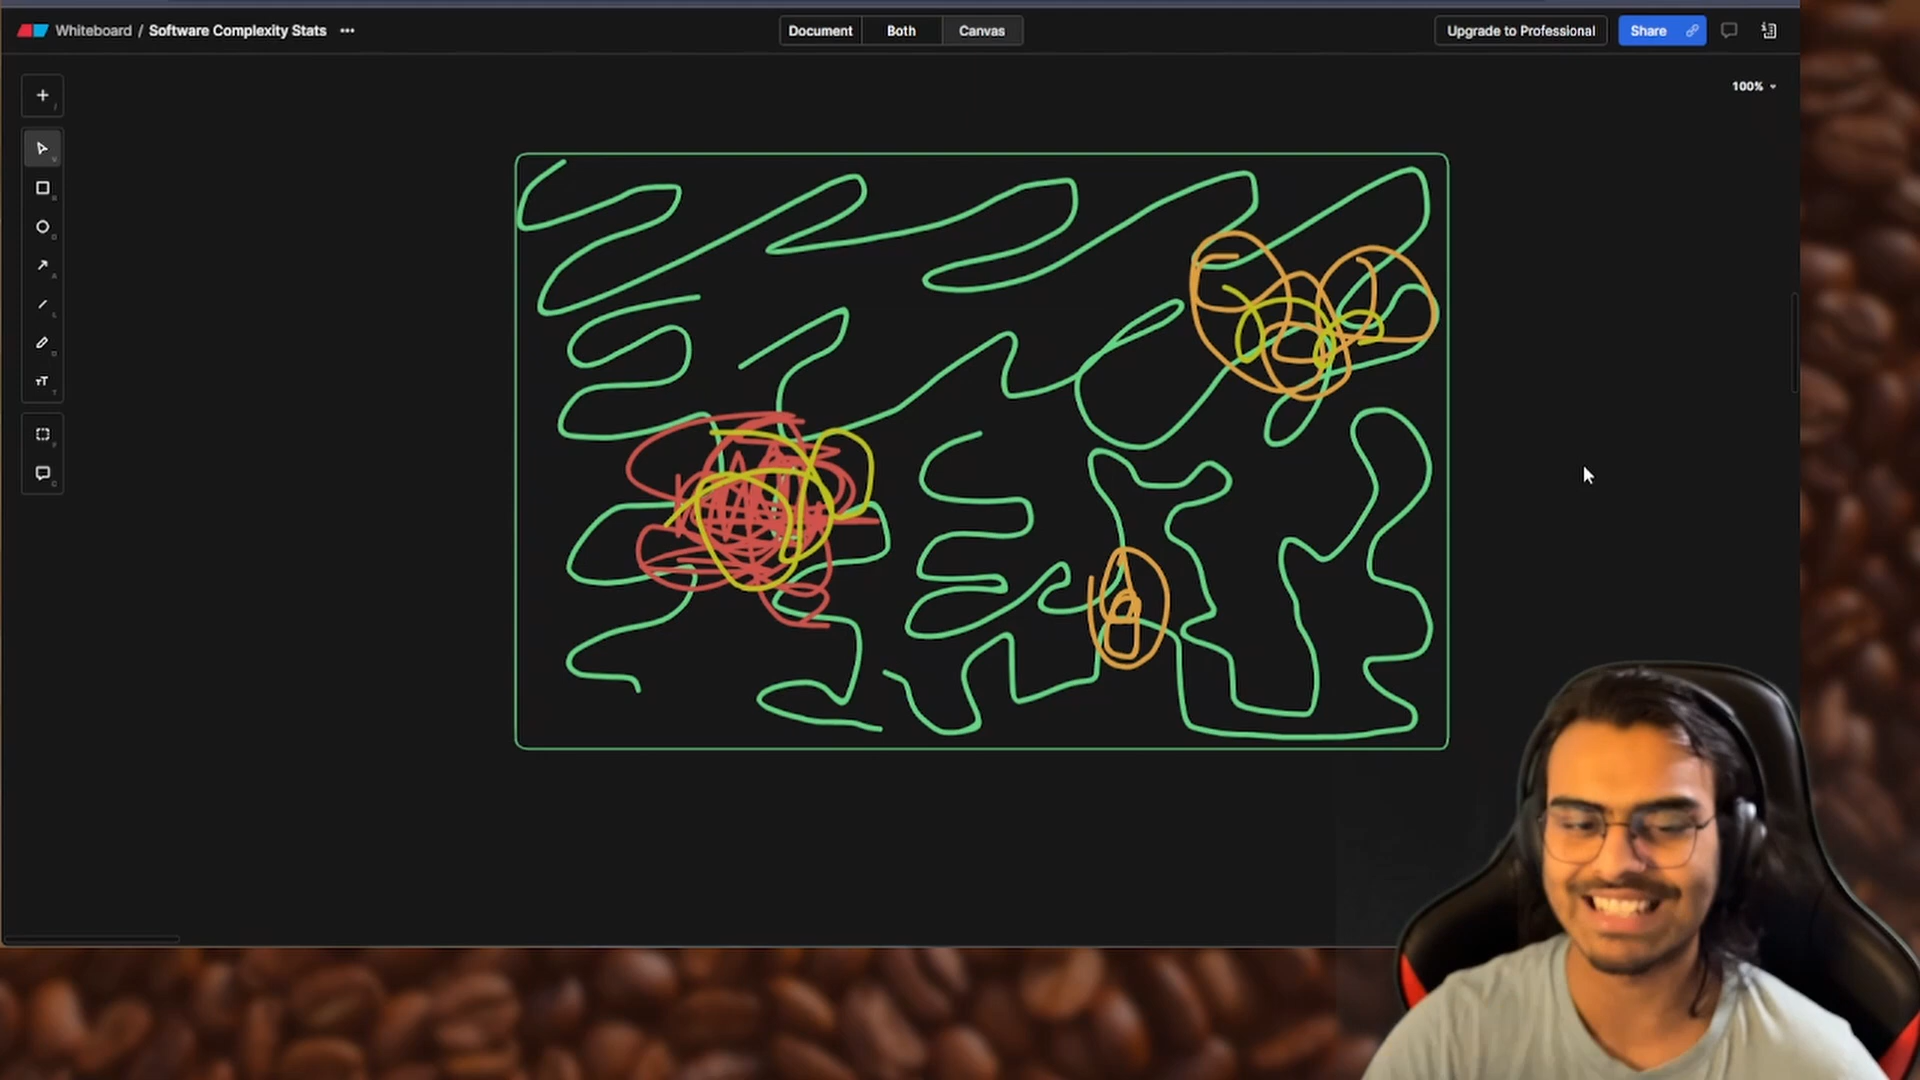 Whiteboard / Software Complexity Stats ...
Document Both Canvas
Upgrade to Professional
Share
100%